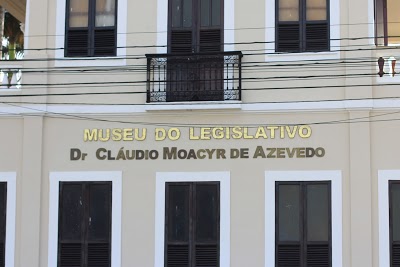 MUSEU DO LEGISLATIVO
Dr CLÁUDIO MOACYR DE AZEVEDO